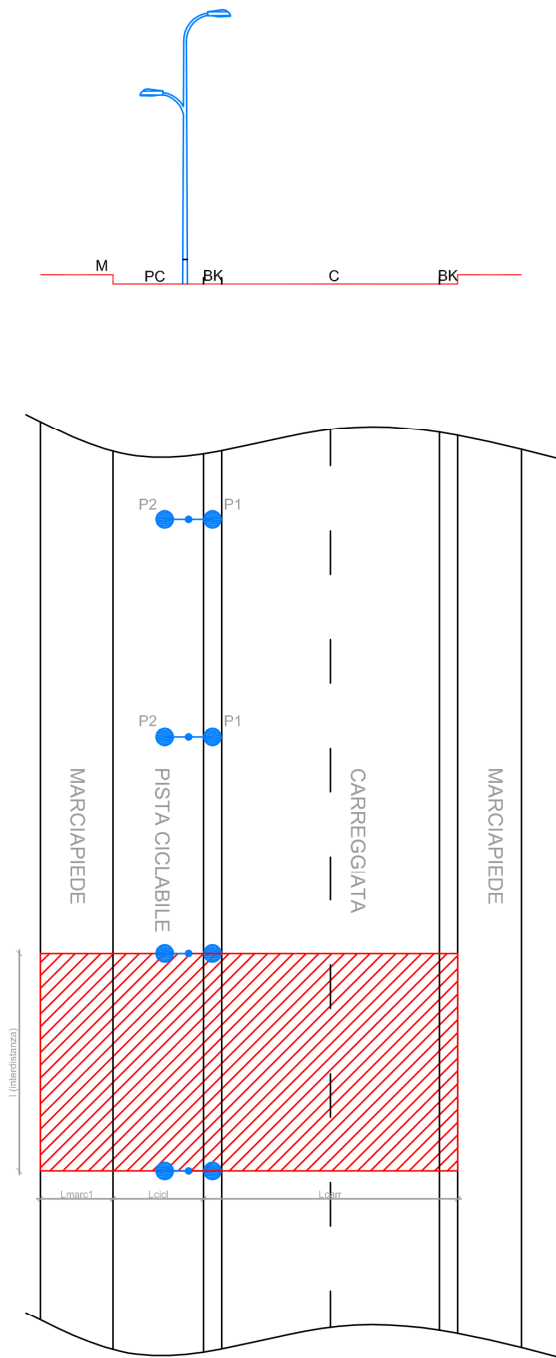 M
PC
BK
C
BK
P2
P1
P2
P1
MARCIAPIEDE
PISTA CICLABILE
CARREGGIATA
MARCIAPIEDE
I (interdistanza)
Lmarc1
Lcicl
Lcarr